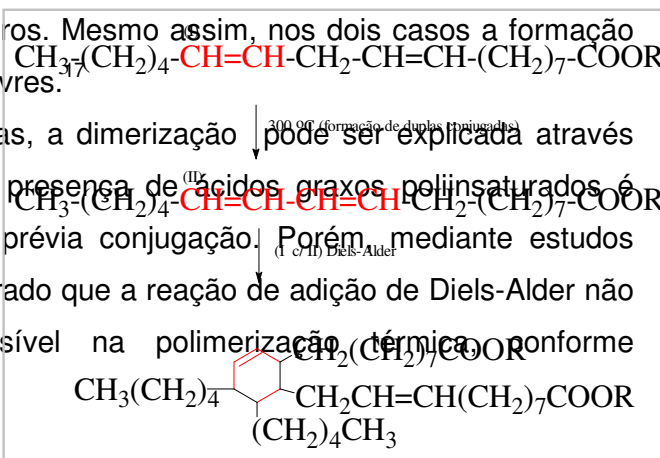 ros. Mesmo assim, nos dois casos a formação
(I)
CH3-(CH2)4-CH=CH-CH2-CH=CH-(CH2)7-COOR
17
vres.
300 ºC (formação de duplas conjugadas)
as, a dimerização pode ser explicada através
presença de ácidos graxos poliinsaturados é
(II)
CH3-(CH2)4-CH=CH-CH=CH-CH2-(CH2)7-COOR
prévia conjugação. Porém, mediante estudos
(I c/ II) Diels-Alder
rado que a reação de adição de Diels-Alder não
sível na polimerização térmica, conforme
CH2(CH2)7COOR
CH3(CH2)4
CH2CH=CH(CH2)7COOR
(CH2)4CH3